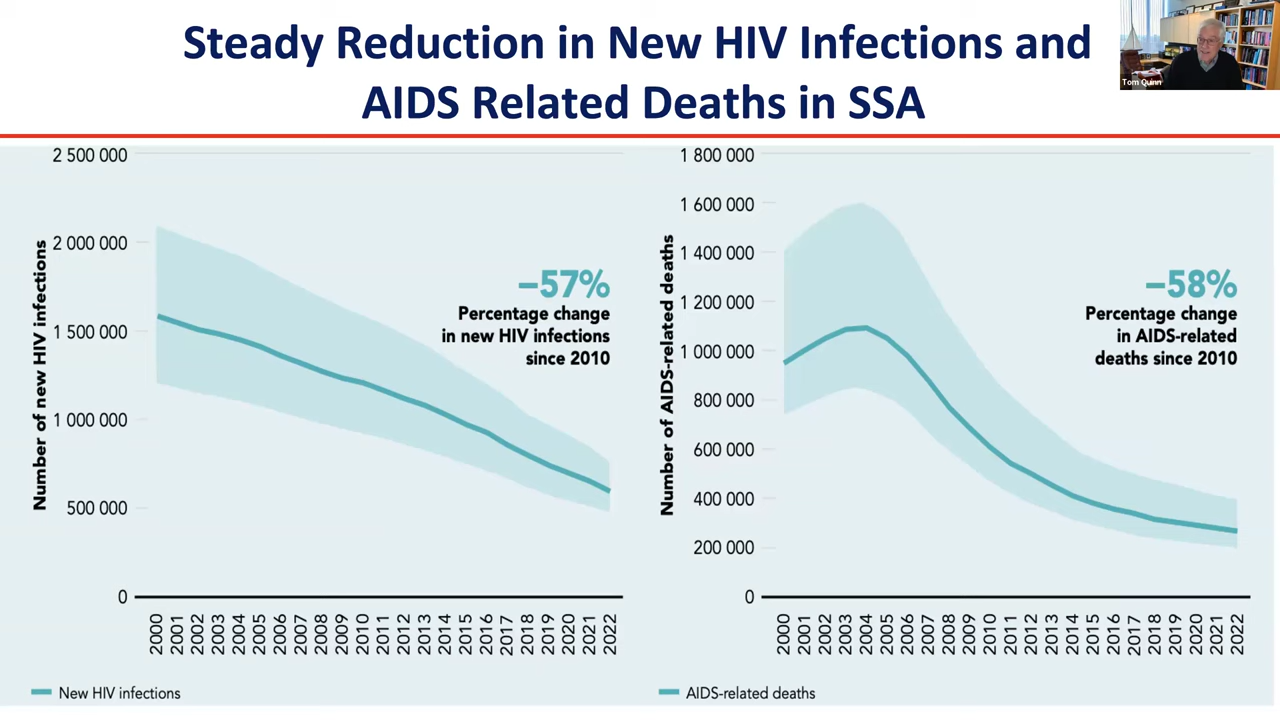 Steady Reduction in New HIV Infections and
AIDS Related Deaths in SSA
Tom Quinn
Number of new HIV infections
2 500 000
2 000 000
1 500 000
1 000 000
500 000
0
−57%
Percentage change
in new HIV infections
since 2010
2000
2001
2002
2003
2004
2005
2006
2007
2008
2009
2010
2011
2012
2013
2014
2015
2016
2017
2018
2019
2020
2021
2022
New HIV infections
Number of AIDS-related deaths
1 800 000
1 600 000
1 400 000
1 200 000
1 000 000
800 000
600 000
400 000
200 000
0
−58%
Percentage change
in AIDS-related
deaths since 2010
2000
2001
2002
2003
2004
2005
2006
2007
2008
2009
2010
2011
2012
2013
2014
2015
2016
2017
2018
2019
2020
2021
2022
AIDS-related deaths